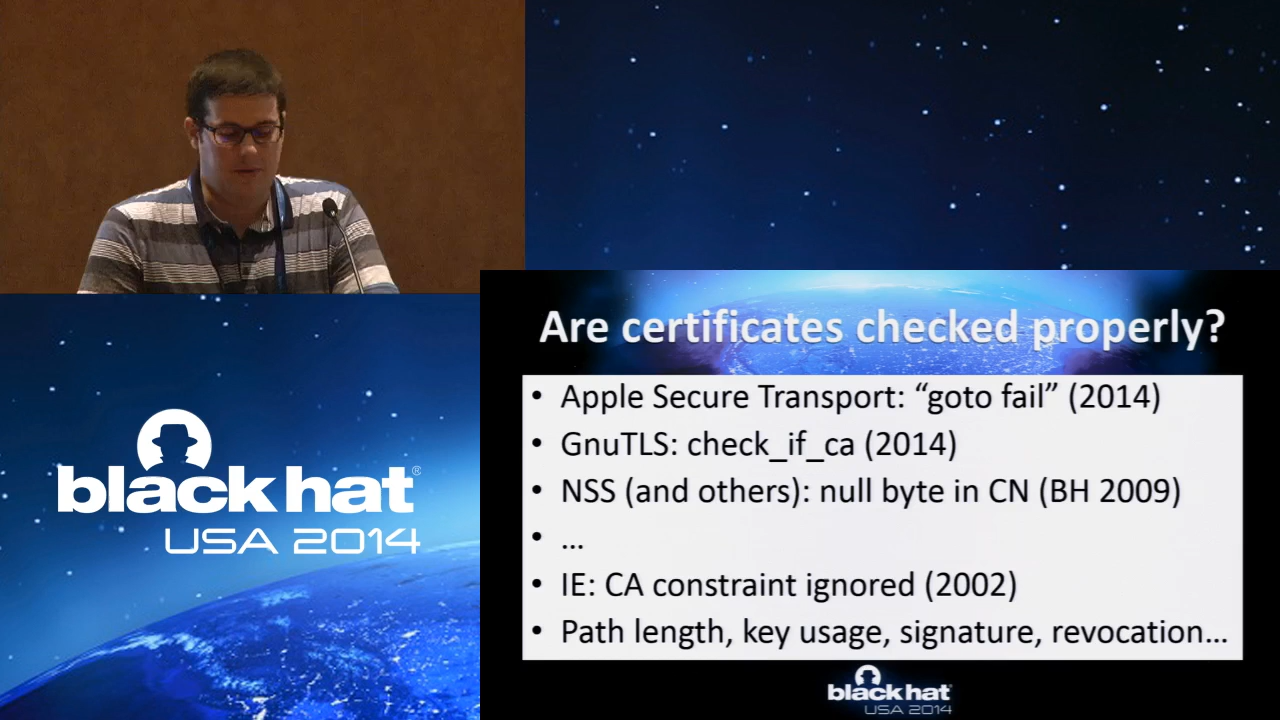 Are certificates checked properly?
• Apple Secure Transport: “goto fail” (2014)
• GnuTLS: check_if_ca (2014)
• NSS (and others): null byte in CN (BH 2009)
• ...
• IE: CA constraint ignored (2002)
• Path length, key usage, signature, revocation...
black hat®
USA 2014
black hat
USA 2014